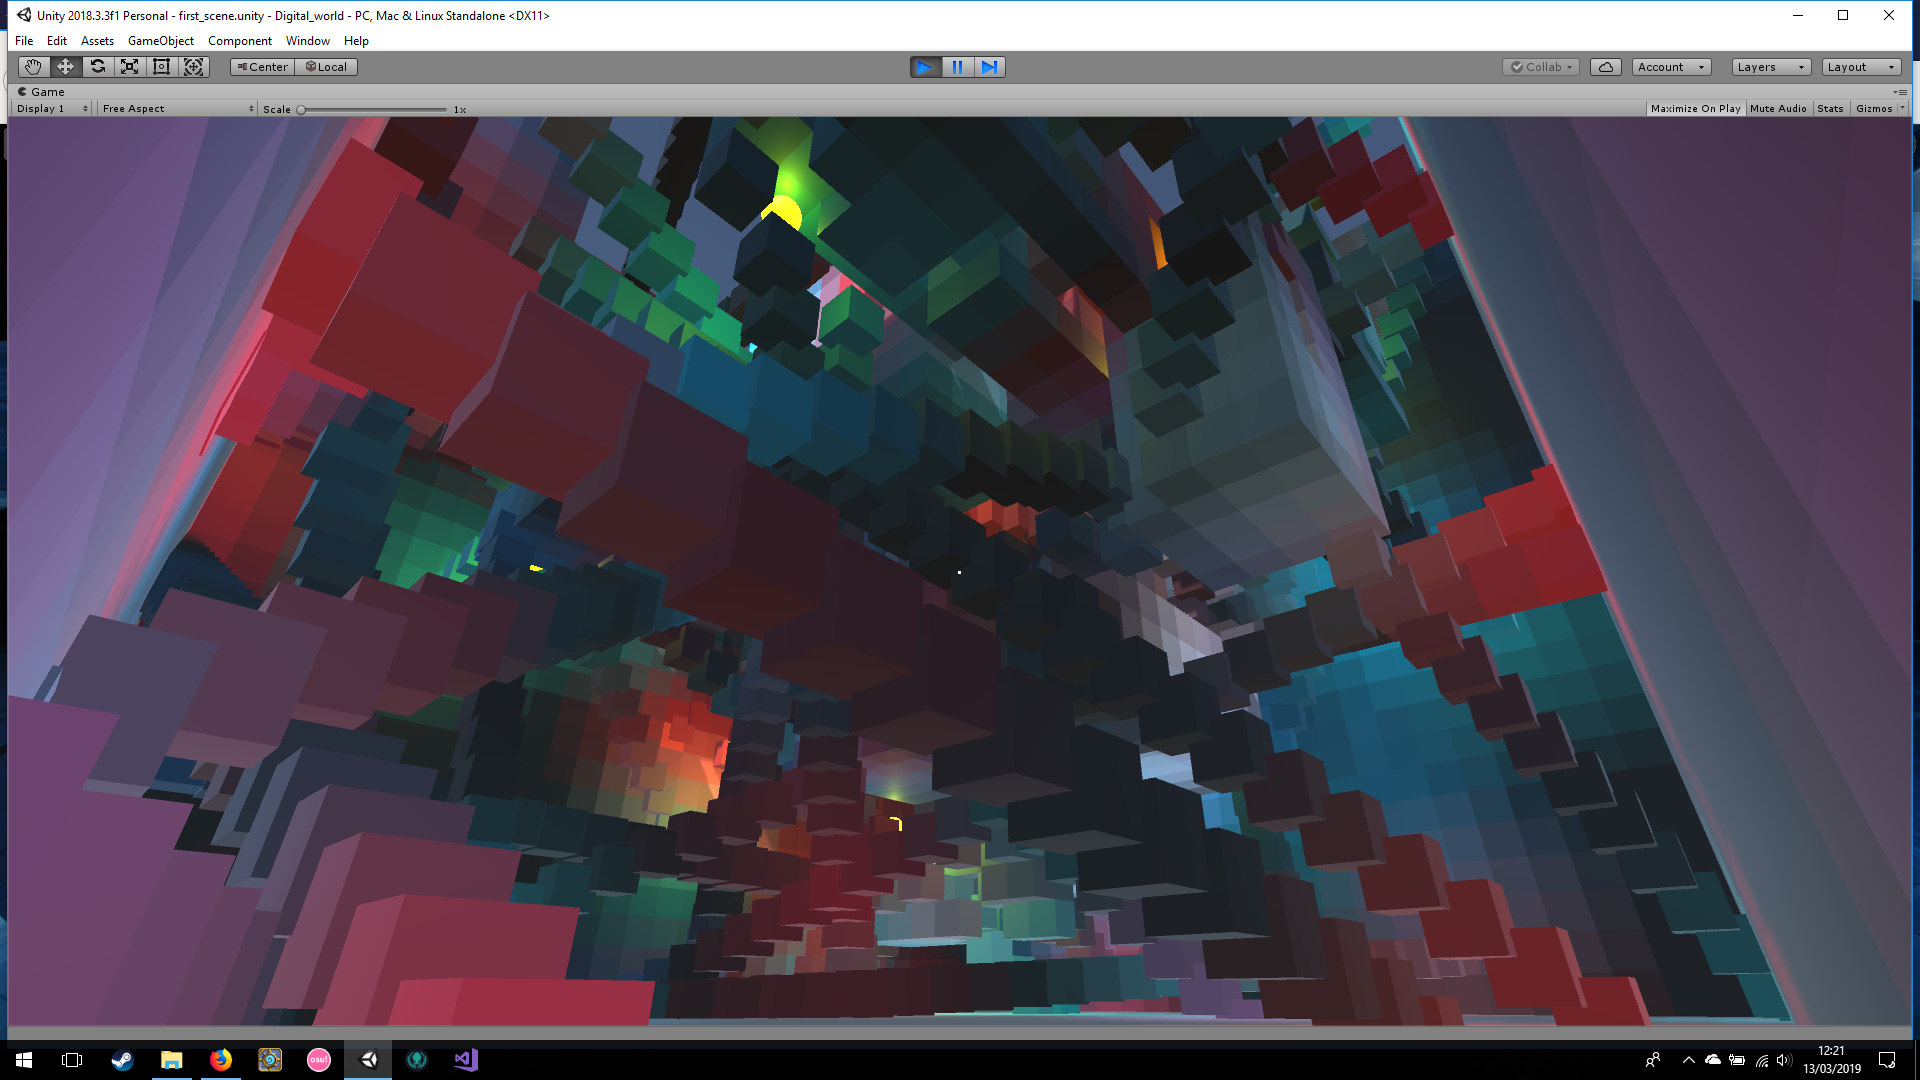 Unity 2018.3.3f1 Personal - first_scene.unity - Digital_world - PC, Mac & Linux Standalone <DX11>
File Edit Assets GameObject Component Window Help
Center Local Collab Account Layers Layout
Game
Display 1 Free Aspect Scale 1x Maximize On Play Mute Audio Stats Gizmos
osu!
12:21
13/03/2019